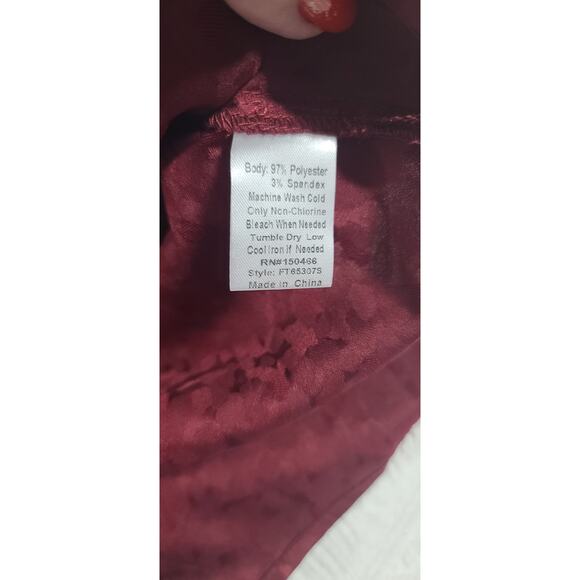 Body: 97% Polyester
3% Spandex
Machine Wash Cold
Only Non-Chlorine
Bleach When Needed
Tumble Dry Low
Cool Iron If Needed
RN#150466
Style: FT65307S
Made in China